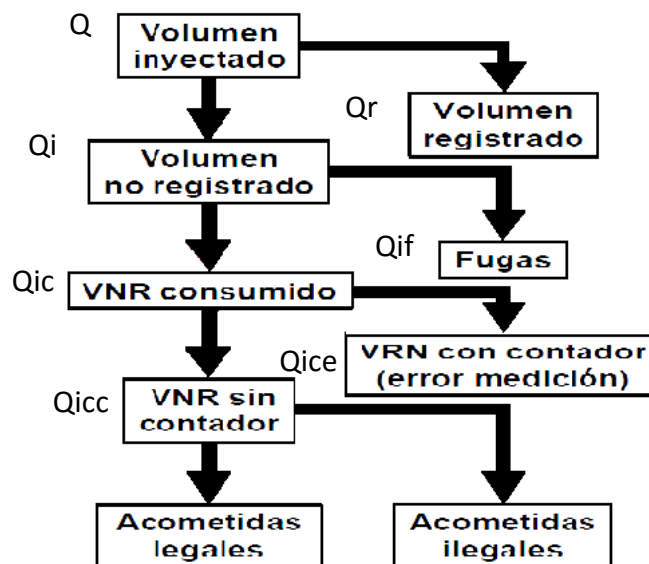 Q
Volumen
inyectado
Qr
Volumen
registrado
Qi
Volumen
no registrado
Qif
Fugas
Qic
VNR consumido
Qice
VRN con contador
(error medición)
Qicc
VNR sin
contador
Acometidas
legales
Acometidas
ilegales